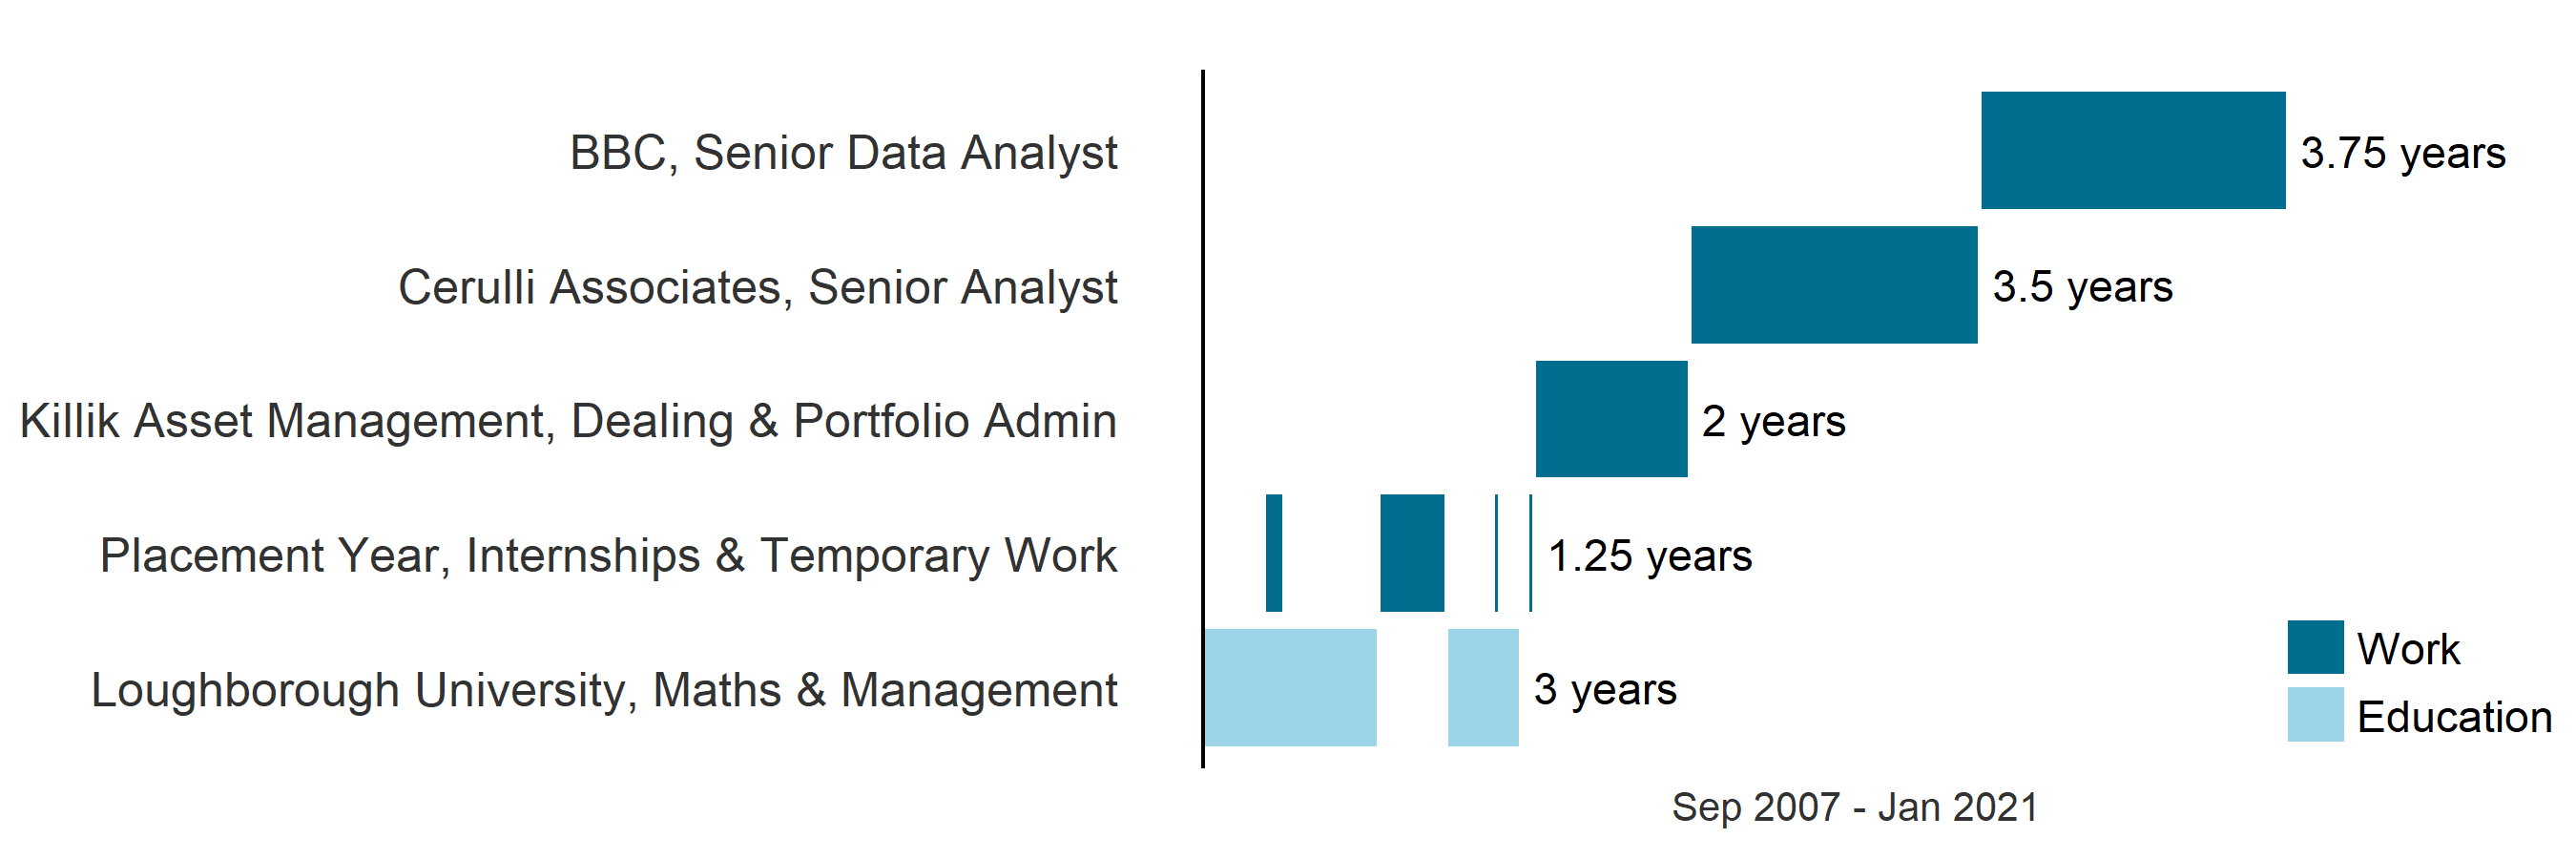 BBC, Senior Data Analyst
3.75 years
Cerulli Associates, Senior Analyst
3.5 years
Killik Asset Management, Dealing & Portfolio Admin
2 years
Placement Year, Internships & Temporary Work
1.25 years
Loughborough University, Maths & Management
3 years
Work
Education
Sep 2007 - Jan 2021